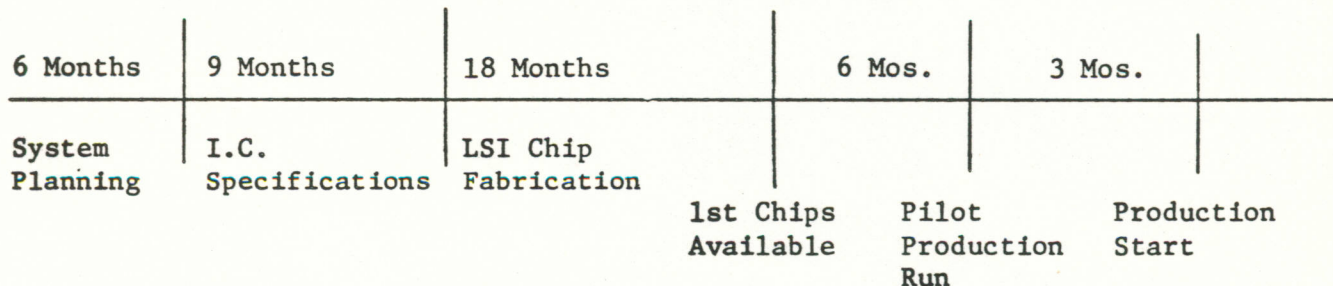 6 Months 9 Months 18 Months 6 Mos. 3 Mos.
System I.C. LSI Chip
Planning Specifications Fabrication
1st Chips Pilot Production
Available Production Start
Run